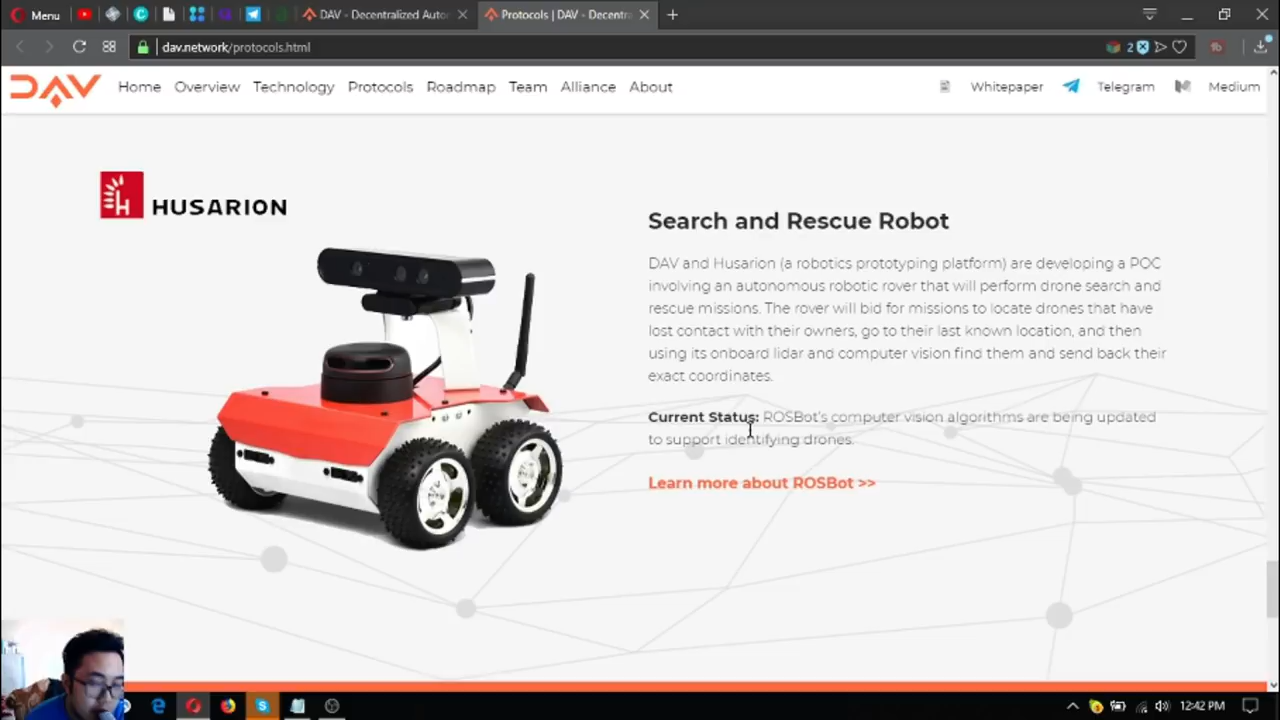 Menu
DAV - Decentralized Auton
Protocols | DAV - Decentra
dav.network/protocols.html
2
DAV
Home Overview Technology Protocols Roadmap Team Alliance About
Whitepaper Telegram Medium
HUSARION
Search and Rescue Robot
DAV and Husarion (a robotics prototyping platform) are developing a POC
involving an autonomous robotic rover that will perform drone search and
rescue missions. The rover will bid for missions to locate drones that have
lost contact with their owners, go to their last known location, and then
using its onboard lidar and computer vision find them and send back their
exact coordinates.
Current Status: ROSBot's computer vision algorithms are being updated
to support identifying drones.
Learn more about ROSBot >>
12:42 PM